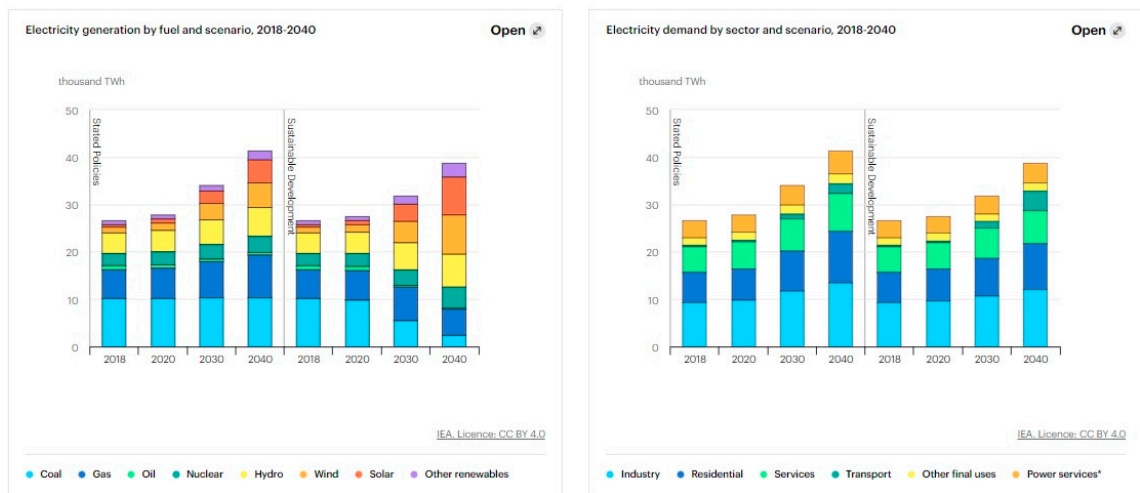 Electricity generation by fuel and scenario, 2018-2040
Open
thousand TWh
50
40
30
20
10
0
Stated Policies
Sustainable Development
2018
2020
2030
2040
2018
2020
2030
2040
IEA. Licence: CC BY 4.0
Coal
Gas
Oil
Nuclear
Hydro
Wind
Solar
Other renewables
Electricity demand by sector and scenario, 2018-2040
Open
thousand TWh
50
40
30
20
10
0
Stated Policies
Sustainable Development
2018
2020
2030
2040
2018
2020
2030
2040
IEA. Licence: CC BY 4.0
Industry
Residential
Services
Transport
Other final uses
Power services*